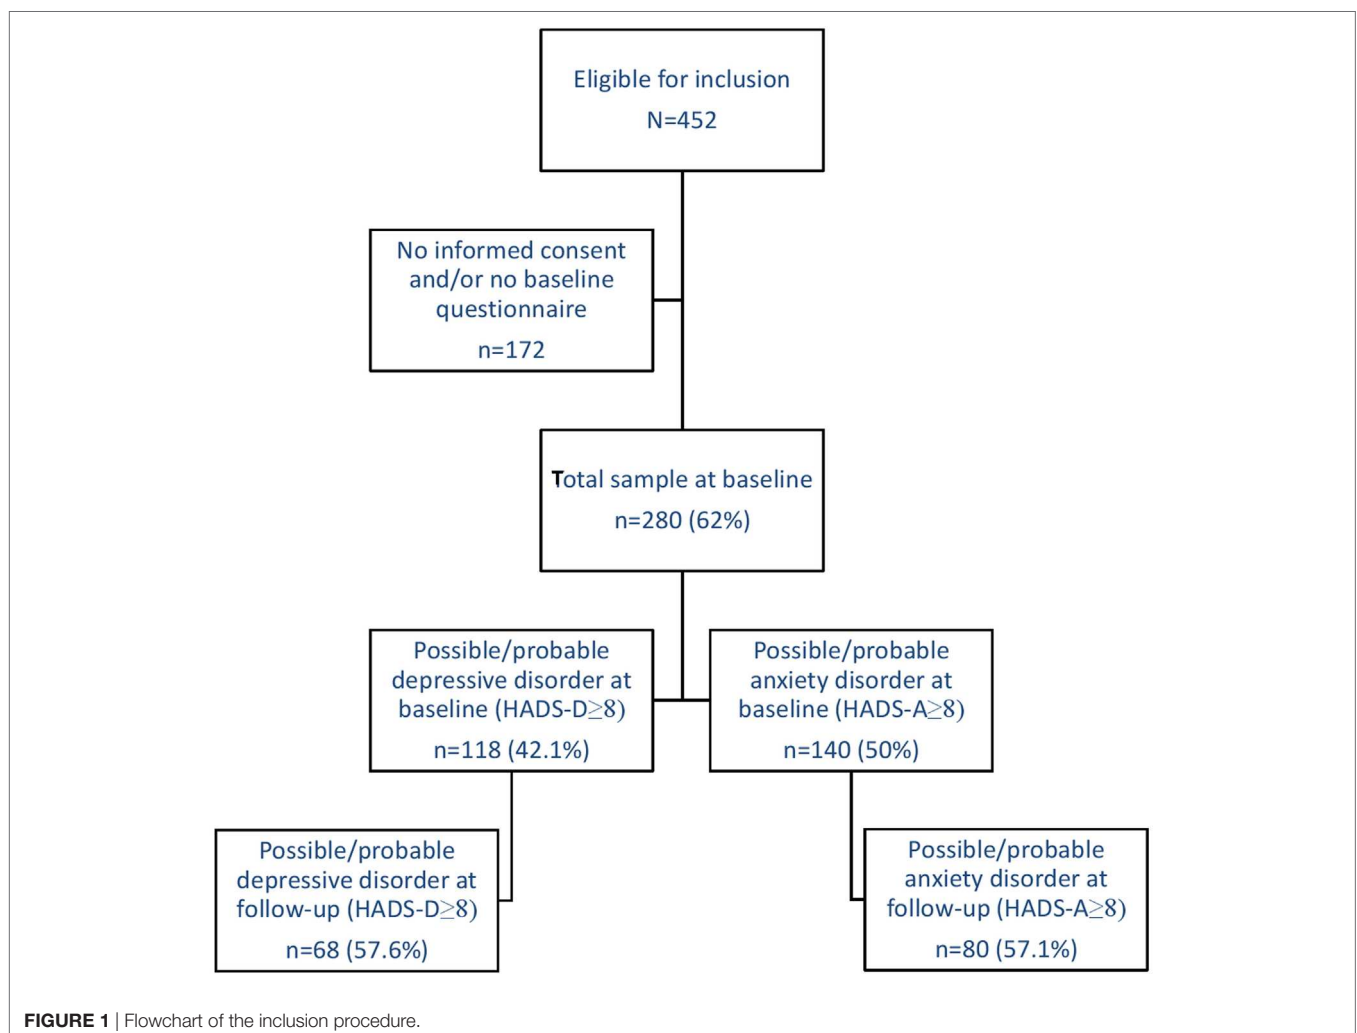 Eligible for inclusion
N=452
No informed consent
and/or no baseline
questionnaire
n=172
Total sample at baseline
n=280 (62%)
Possible/probable
depressive disorder at
baseline (HADS-D≥8)
n=118 (42.1%)
Possible/probable
anxiety disorder at
baseline (HADS-A≥8)
n=140 (50%)
Possible/probable
depressive disorder at
follow-up (HADS-D≥8)
n=68 (57.6%)
Possible/probable
anxiety disorder at
follow-up (HADS-A≥8)
n=80 (57.1%)
FIGURE 1 | Flowchart of the inclusion procedure.